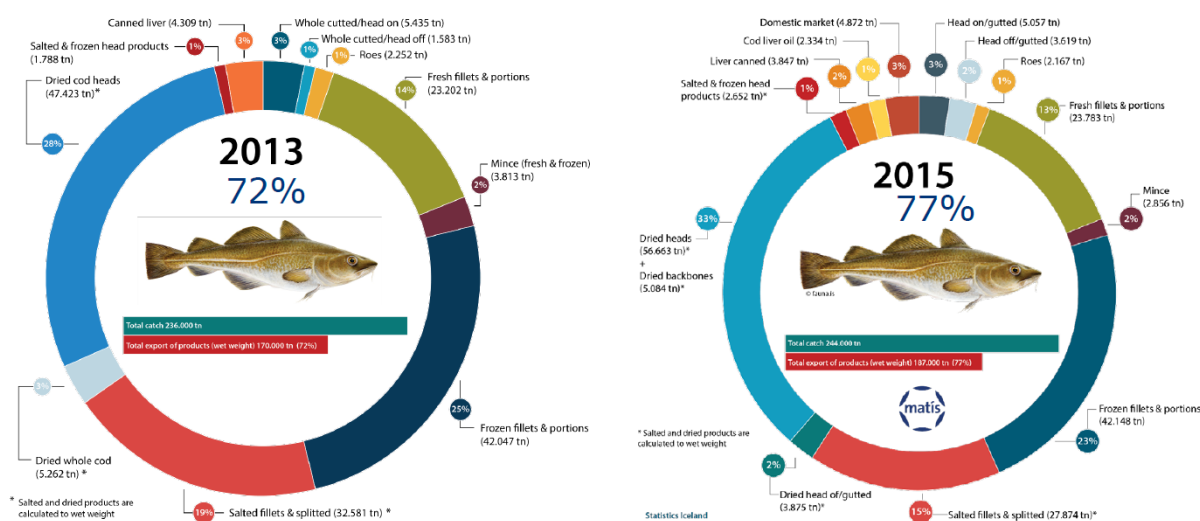 Canned liver (4.309 tn)
3%
3%
Whole cutted/head on (5.435 tn)
Whole cutted/head off (1.583 tn)
1%
Salted & frozen head products
(1.788 tn)
1%
1%
Roes (2.252 tn)
Dried cod heads
(47.423 tn)*
28%
14%
Fresh fillets & portions
(23.202 tn)
2013
72%
Mince (fresh & frozen)
(3.813 tn)
2%
Total catch 236.000 tn
Total export of products (wet weight) 170.000 tn (72%)
3%
Dried whole cod
(5.262 tn) *
25%
Frozen fillets & portions
(42.047 tn)
19%
Salted fillets & splitted (32.581 tn) *
* Salted and dried products are
calculated to wet weight
Domestic market (4.872 tn)
3%
Head on/gutted (5.057 tn)
3%
Cod liver oil (2.334 tn)
1%
Head off/gutted (3.619 tn)
2%
Liver canned (3.847 tn)
2%
Roes (2.167 tn)
1%
Salted & frozen head
products (2.652 tn)*
1%
13%
Fresh fillets & portions
(23.783 tn)
2015
77%
Mince
(2.856 tn)
2%
33%
Dried heads
(56.663 tn)*
+
Dried backbones
(5.084 tn)*
© fauna.is
Total catch 244.000 tn
Total export of products (wet weight) 187.000 tn (77%)
matís
Frozen fillets & portions
(42.148 tn)
23%
* Salted and dried products are
calculated to wet weight
2%
Dried head of/gutted
(3.875 tn)*
15%
Salted fillets & splitted (27.874 tn)*
Statistics Iceland